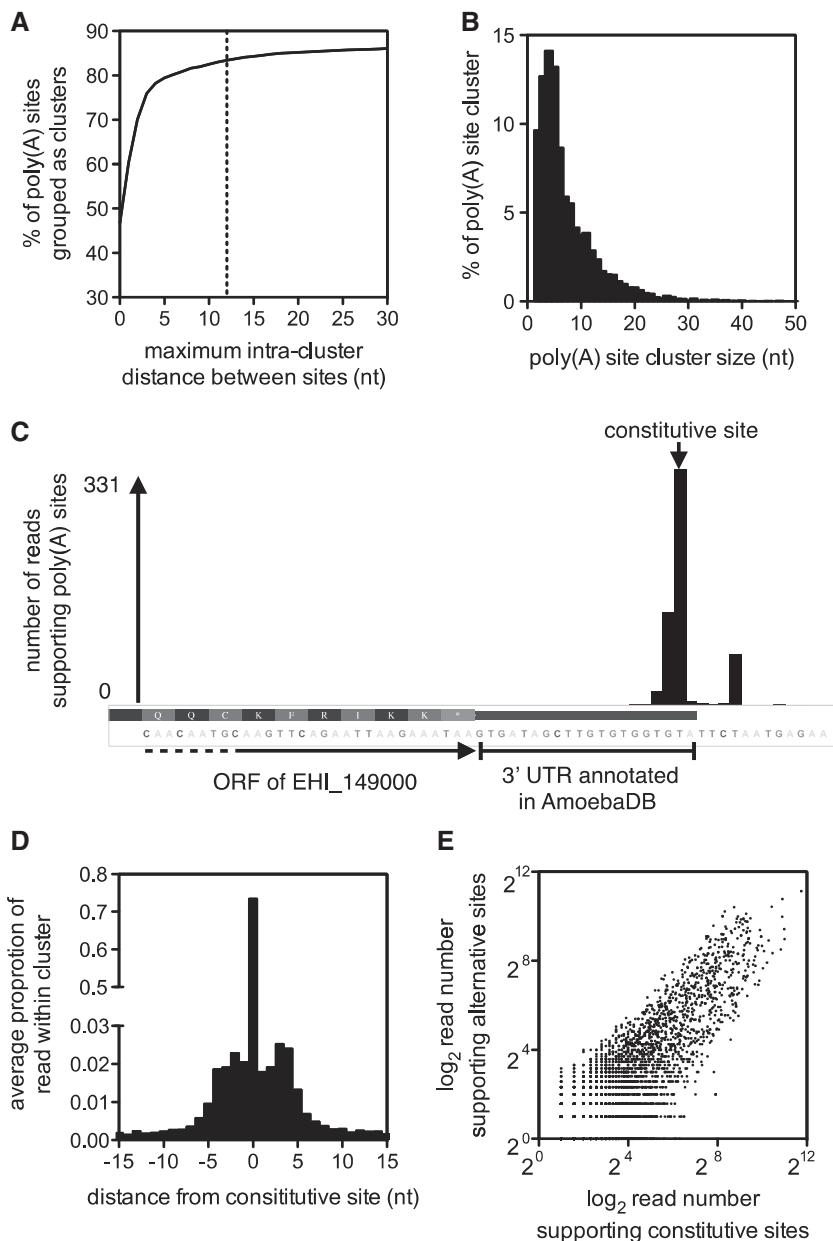 A
90
80
70
60
50
40
30
0 5 10 15 20 25 30
% of poly(A) sites
grouped as clusters
maximum intra-cluster
distance between sites (nt)
B
15
10
5
0
0 10 20 30 40 50
% of poly(A) site cluster
poly(A) site cluster size (nt)
C
constitutive site
331
0
number of reads
supporting poly(A) sites
Q Q C K F R I K K *
CAACAATGCAAGTTCAGAATTAAGAAATAAGTGATAGCTTGTGTGGTGTATTCTAATGAGAA
ORF of EHI_149000
3' UTR annotated
in AmoebaDB
D
0.8
0.7
0.6
0.5
0.03
0.02
0.01
0.00
-15 -10 -5 0 5 10 15
average proprotion of
read within cluster
distance from consititutive site (nt)
E
2^12
2^8
2^4
2^0
2^0 2^4 2^8 2^12
log2 read number
supporting alternative sites
log2 read number
supporting constitutive sites